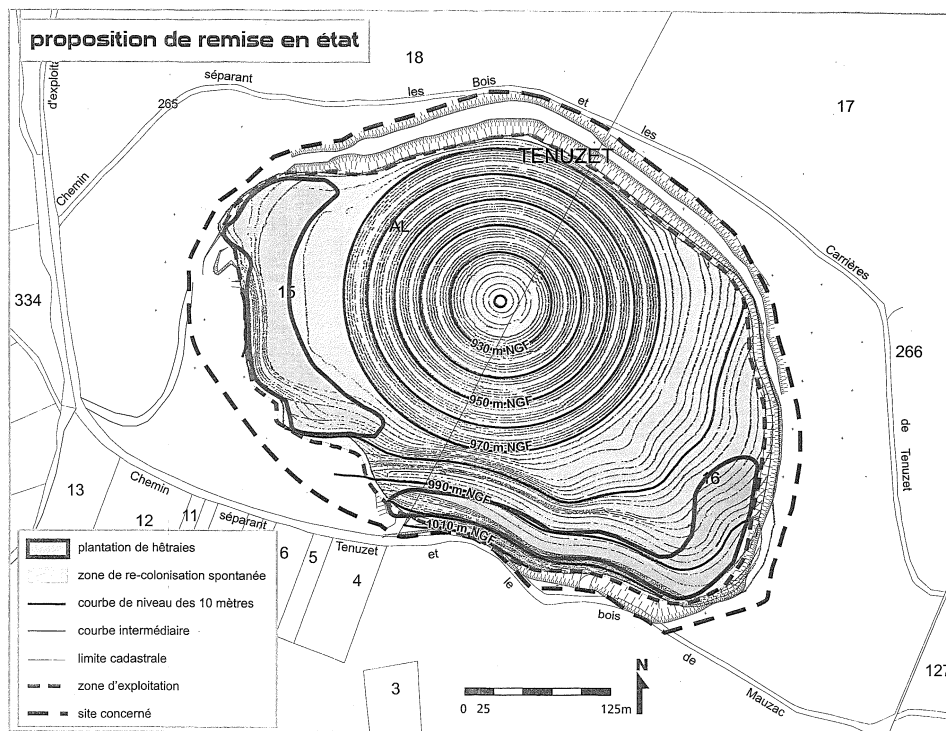 proposition de remise en état
d'exploit
18
séparant
les
Bois
et
les
265
17
TENUZET
Chemin
AL
Carrières
15
334
930 m NGF
266
950 m NGF
970 m NGF
de
Tenuzet
16
990 m NGF
13
Chemin
12
11
séparant
1010 m NGF
6
5
Tenuzet
et
4
le
bois
de
Mauzac
127
3
plantation de hêtraies
zone de re-colonisation spontanée
courbe de niveau des 10 mètres
courbe intermédiaire
limite cadastrale
zone d'exploitation
site concerné
N
0 25 125m